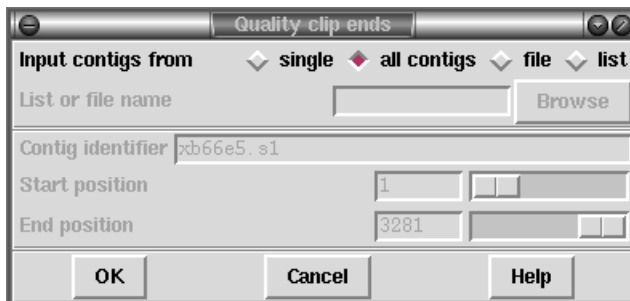 Quality clip ends
Input contigs from single all contigs file list
List or file name Browse
Contig identifier xb66e5.s1
Start position 1
End position 3281
OK Cancel Help